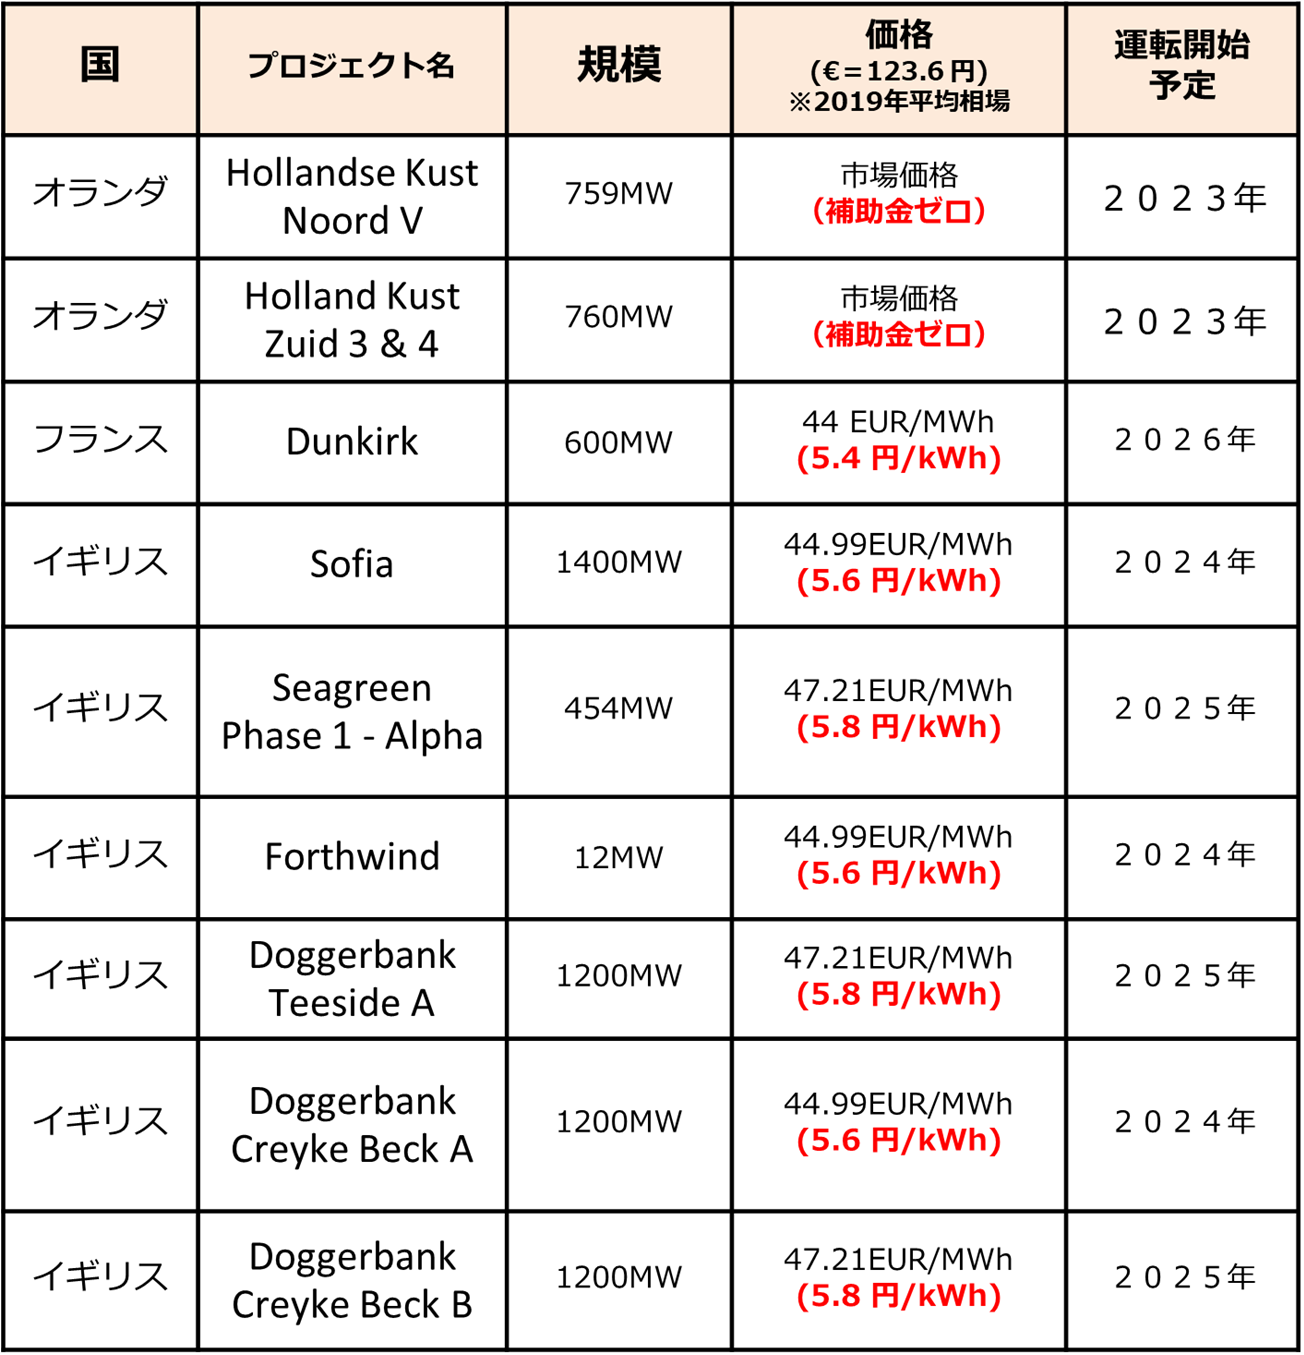 国
プロジェクト名
規模
価格
(€＝123.6 円)
※2019年平均相場
運転開始
予定
オランダ
Hollandse Kust
Noord V
759MW
市場価格
（補助金ゼロ）
２０２３年
オランダ
Holland Kust
Zuid 3 & 4
760MW
市場価格
（補助金ゼロ）
２０２３年
フランス
Dunkirk
600MW
44 EUR/MWh
(5.4 円/kWh)
２０２６年
イギリス
Sofia
1400MW
44.99EUR/MWh
(5.6 円/kWh)
２０２４年
イギリス
Seagreen
Phase 1 - Alpha
454MW
47.21EUR/MWh
(5.8 円/kWh)
２０２５年
イギリス
Forthwind
12MW
44.99EUR/MWh
(5.6 円/kWh)
２０２４年
イギリス
Doggerbank
Teeside A
1200MW
47.21EUR/MWh
(5.8 円/kWh)
２０２５年
イギリス
Doggerbank
Creyke Beck A
1200MW
44.99EUR/MWh
(5.6 円/kWh)
２０２４年
イギリス
Doggerbank
Creyke Beck B
1200MW
47.21EUR/MWh
(5.8 円/kWh)
２０２５年